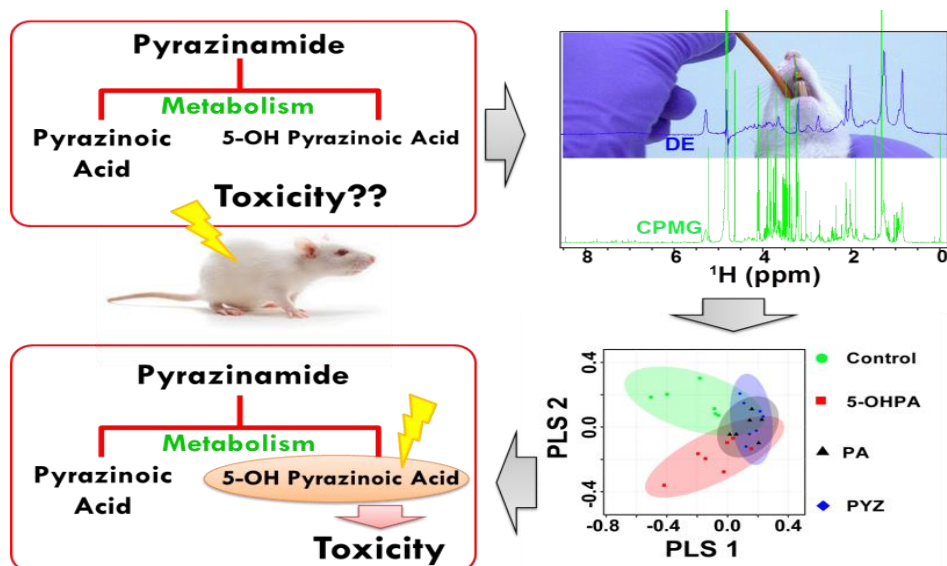 Pyrazinamide
Metabolism
Pyrazinoic
Acid
5-OH Pyrazinoic Acid
Toxicity??
DE
CPMG
8 6 4 2 0
¹H (ppm)
PLS 2
0.4
0.0
-0.4
-0.8 -0.4 0.0 0.4
PLS 1
Control
5-OHPA
PA
PYZ
Pyrazinamide
Metabolism
Pyrazinoic
Acid
5-OH Pyrazinoic Acid
Toxicity